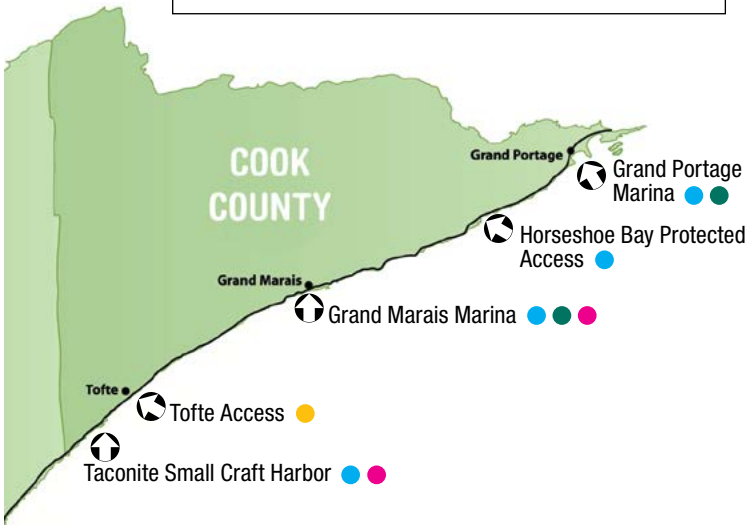 COOK
COUNTY
Grand Portage
Grand Portage
Marina
Horseshoe Bay Protected
Access
Grand Marais
Grand Marais Marina
Tofte
Tofte Access
Taconite Small Craft Harbor